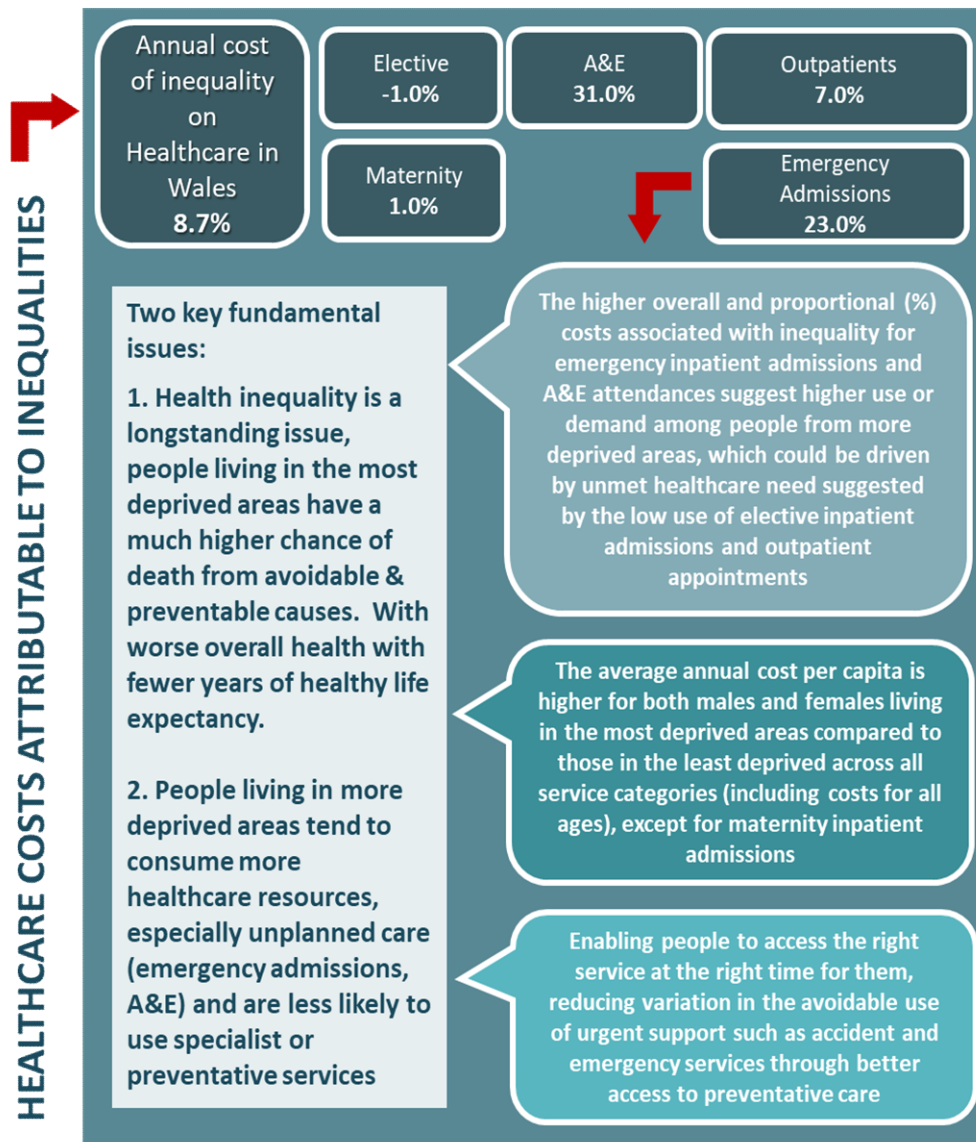 HEALTHCARE COSTS ATTRIBUTABLE TO INEQUALITIES
Annual cost
of inequality
on
Healthcare in
Wales
8.7%
Elective
-1.0%
A&E
31.0%
Outpatients
7.0%
Maternity
1.0%
Emergency
Admissions
23.0%
Two key fundamental
issues:
1. Health inequality is a
longstanding issue,
people living in the most
deprived areas have a
much higher chance of
death from avoidable &
preventable causes.  With
worse overall health with
fewer years of healthy life
expectancy.
2. People living in more
deprived areas tend to
consume more
healthcare resources,
especially unplanned care
(emergency admissions,
A&E) and are less likely to
use specialist or
preventative services
The higher overall and proportional (%)
costs associated with inequality for
emergency inpatient admissions and
A&E attendances suggest higher use or
demand among people from more
deprived areas, which could be driven
by unmet healthcare need suggested
by the low use of elective inpatient
admissions and outpatient
appointments
The average annual cost per capita is
higher for both males and females living
in the most deprived areas compared to
those in the least deprived across all
service categories (including costs for all
ages), except for maternity inpatient
admissions
Enabling people to access the right
service at the right time for them,
reducing variation in the avoidable use
of urgent support such as accident and
emergency services through better
access to preventative care